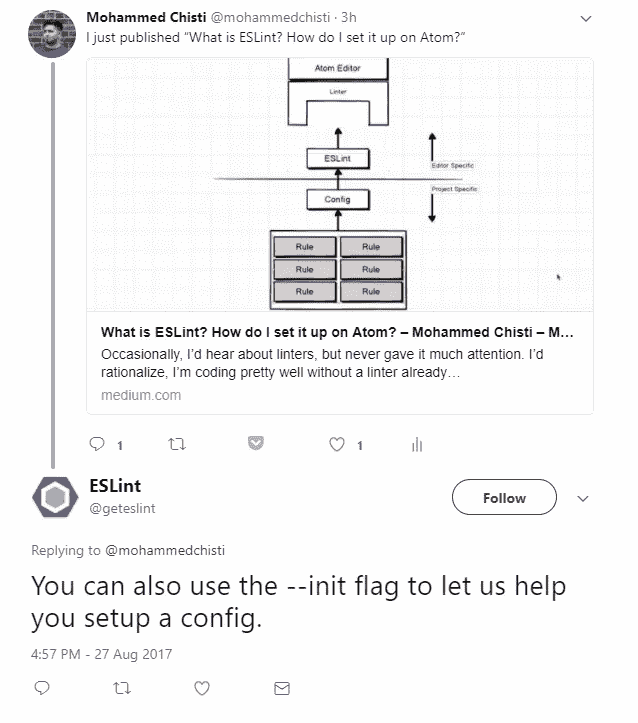 Mohammed Chisti @mohammedchisti · 3h
I just published “What is ESLint? How do I set it up on Atom?”
Atom Editor
Linter
ESLint
Editor Specific
Project Specific
Config
Rule Rule
Rule Rule
Rule Rule
What is ESLint? How do I set it up on Atom? – Mohammed Chisti – M...
Occasionally, I’d hear about linters, but never gave it much attention. I’d
rationalize, I’m coding pretty well without a linter already…
medium.com
1 1
ESLint
@geteslint
Follow
Replying to @mohammedchisti
You can also use the --init flag to let us help
you setup a config.
4:57 PM - 27 Aug 2017